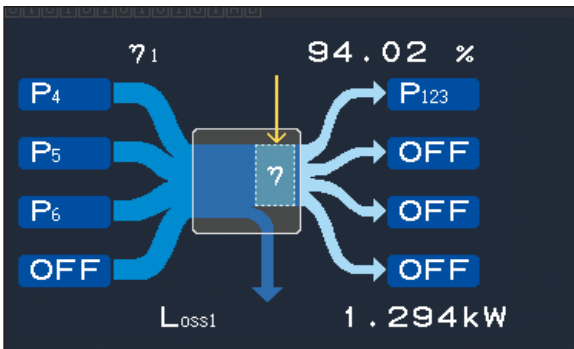 η1 94.02 %
P4 P123
P5 OFF
η
P6 OFF
OFF OFF
Loss1 1.294kW